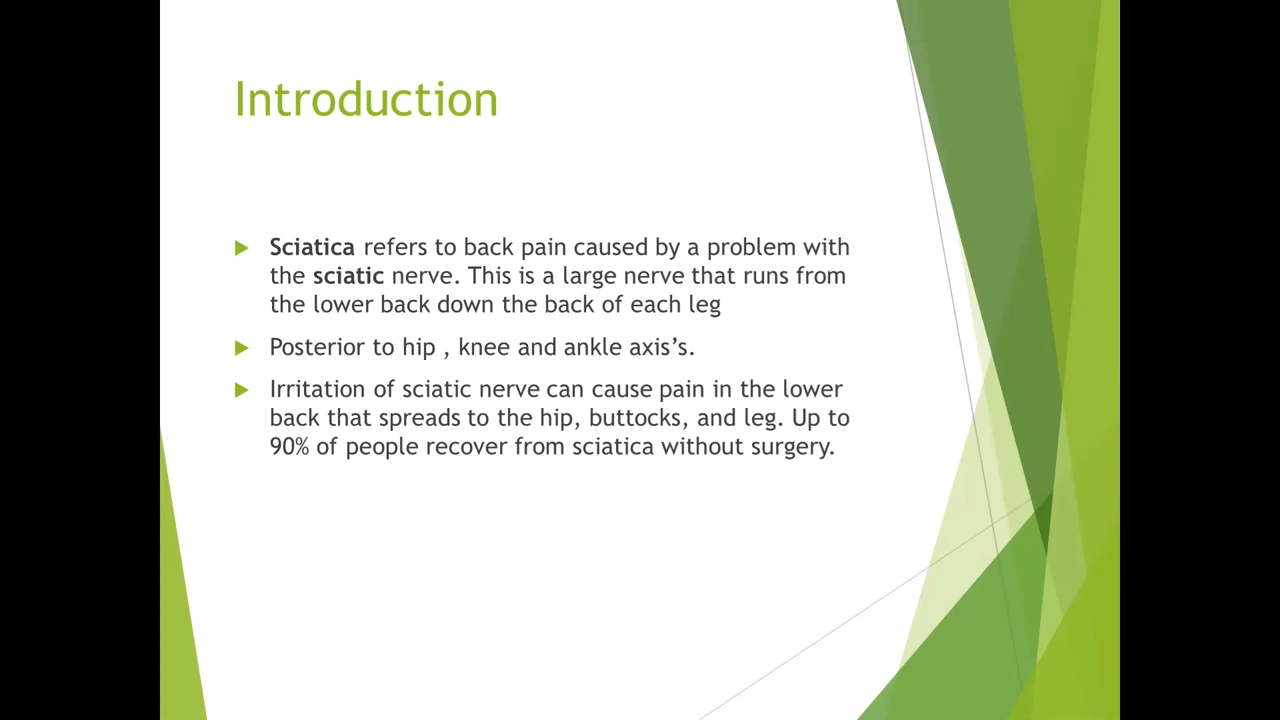 Introduction
Sciatica refers to back pain caused by a problem with
the sciatic nerve. This is a large nerve that runs from
the lower back down the back of each leg
Posterior to hip , knee and ankle axis’s.
Irritation of sciatic nerve can cause pain in the lower
back that spreads to the hip, buttocks, and leg. Up to
90% of people recover from sciatica without surgery.